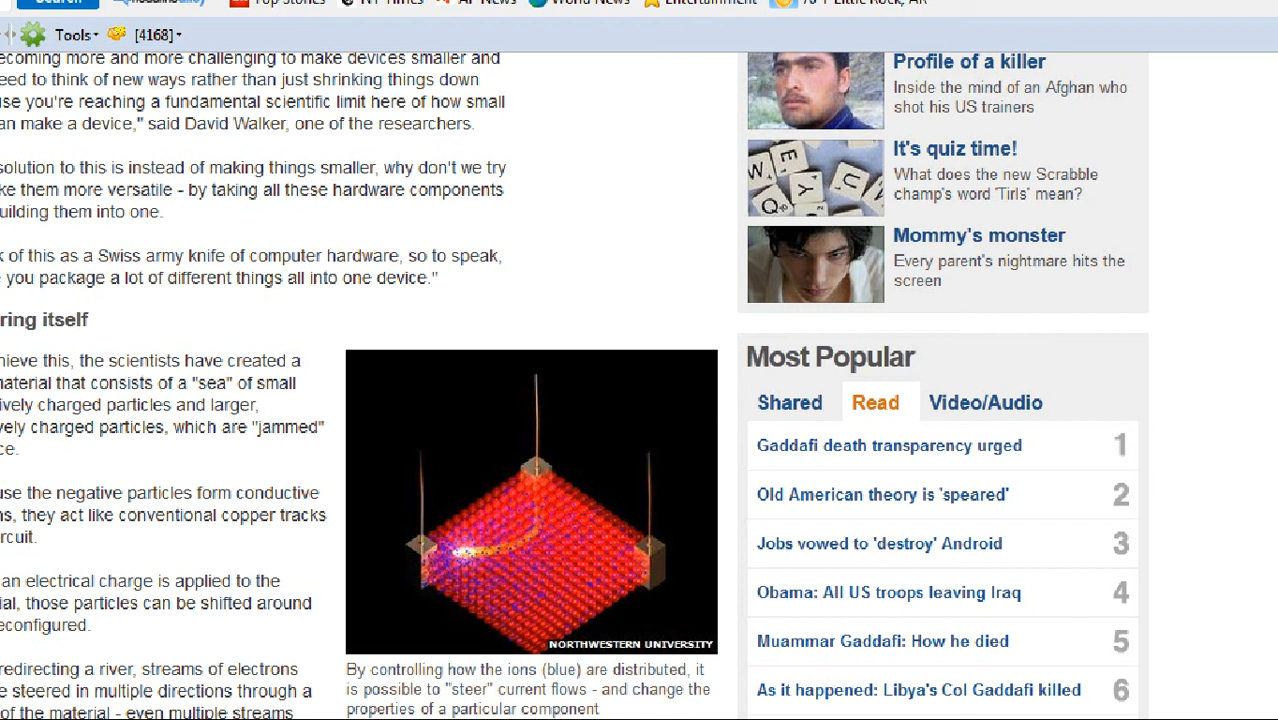 Search
Top Stories
NY Times
AP News
World News
Entertainment
Little Rock, AR
Tools
[4168]
ecoming more and more challenging to make devices smaller and
eed to think of new ways rather than just shrinking things down
use you're reaching a fundamental scientific limit here of how small
an make a device," said David Walker, one of the researchers.
solution to this is instead of making things smaller, why don't we try
ke them more versatile - by taking all these hardware components
uilding them into one.
k of this as a Swiss army knife of computer hardware, so to speak,
e you package a lot of different things all into one device."
ring itself
hieve this, the scientists have created a
naterial that consists of a "sea" of small
ively charged particles and larger,
vely charged particles, which are "jammed"
ce.
use the negative particles form conductive
ns, they act like conventional copper tracks
rcuit.
an electrical charge is applied to the
ial, those particles can be shifted around
econfigured.
redirecting a river, streams of electrons
e steered in multiple directions through a
of the material - even multiple streams
NORTHWESTERN UNIVERSITY
By controlling how the ions (blue) are distributed, it
is possible to "steer" current flows - and change the
properties of a particular component
Profile of a killer
Inside the mind of an Afghan who
shot his US trainers
W E Y U Q
It's quiz time!
What does the new Scrabble
champ's word 'Tirls' mean?
Mommy's monster
Every parent's nightmare hits the
screen
Most Popular
Shared
Read
Video/Audio
Gaddafi death transparency urged 1
Old American theory is 'speared' 2
Jobs vowed to 'destroy' Android 3
Obama: All US troops leaving Iraq 4
Muammar Gaddafi: How he died 5
As it happened: Libya's Col Gaddafi killed 6